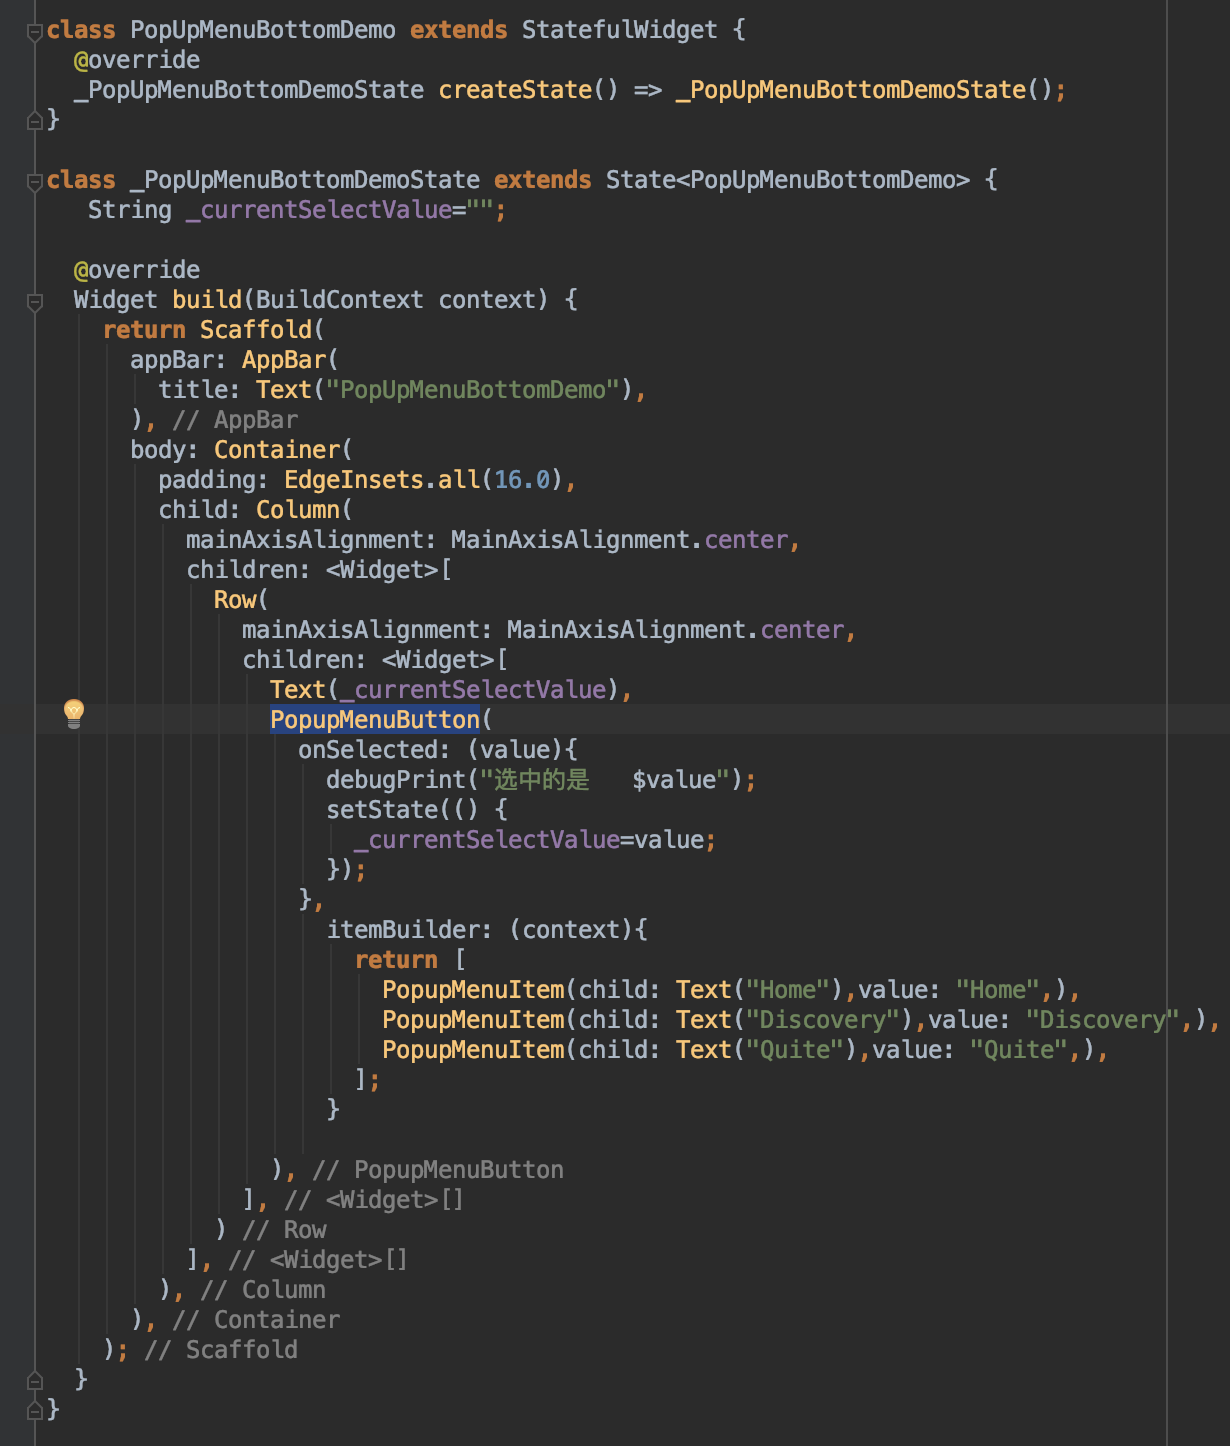 class PopUpMenuBottomDemo extends StatefulWidget {
  @override
  _PopUpMenuBottomDemoState createState() => _PopUpMenuBottomDemoState();
}

class _PopUpMenuBottomDemoState extends State<PopUpMenuBottomDemo> {
   String _currentSelectValue="";

  @override
  Widget build(BuildContext context) {
    return Scaffold(
      appBar: AppBar(
        title: Text("PopUpMenuBottomDemo"),
      ), // AppBar
      body: Container(
        padding: EdgeInsets.all(16.0),
        child: Column(
          mainAxisAlignment: MainAxisAlignment.center,
          children: <Widget>[
            Row(
              mainAxisAlignment: MainAxisAlignment.center,
              children: <Widget>[
                Text(_currentSelectValue),
                PopupMenuButton(
                  onSelected: (value){
                    debugPrint("选中的是   $value");
                    setState(() {
                      _currentSelectValue=value;
                    });
                  },
                    itemBuilder: (context){
                      return [
                        PopupMenuItem(child: Text("Home"),value: "Home",),
                        PopupMenuItem(child: Text("Discovery"),value: "Discovery",),
                        PopupMenuItem(child: Text("Quite"),value: "Quite",),
                      ];
                    }

                ), // PopupMenuButton
              ], // <Widget>[]
            ) // Row
          ], // <Widget>[]
        ), // Column
      ), // Container
    ); // Scaffold
  }
}